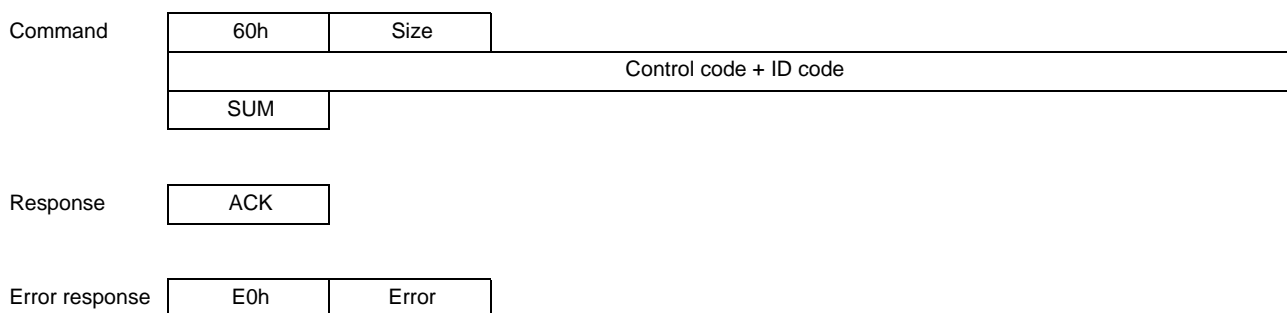 Command 60h Size
Control code + ID code
SUM
Response ACK
Error response E0h Error